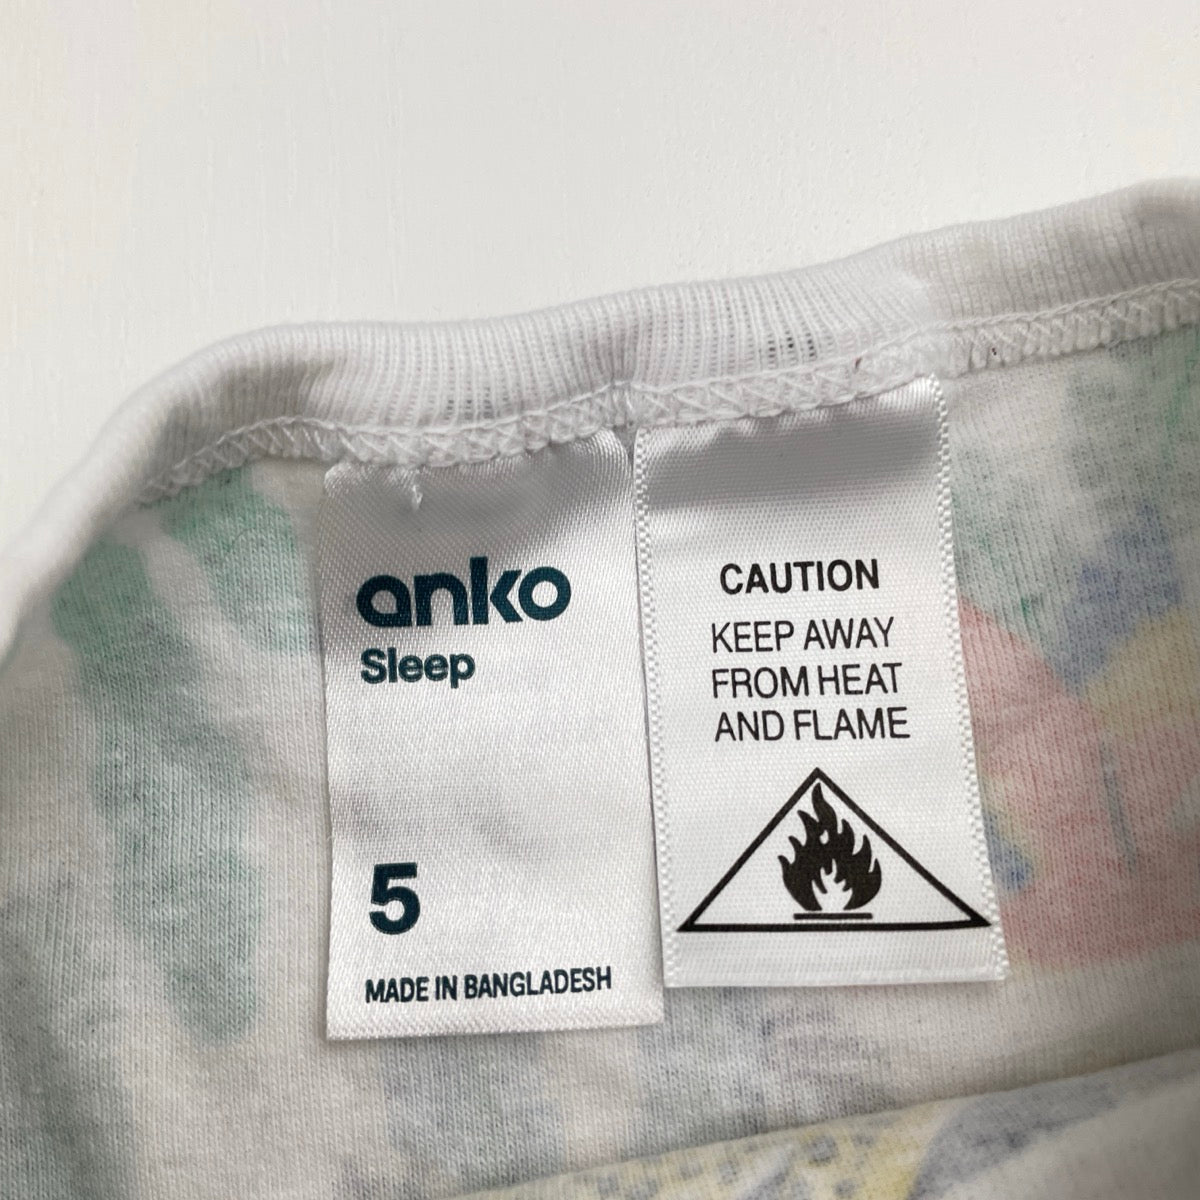 anko
Sleep
5
MADE IN BANGLADESH
CAUTION
KEEP AWAY
FROM HEAT
AND FLAME